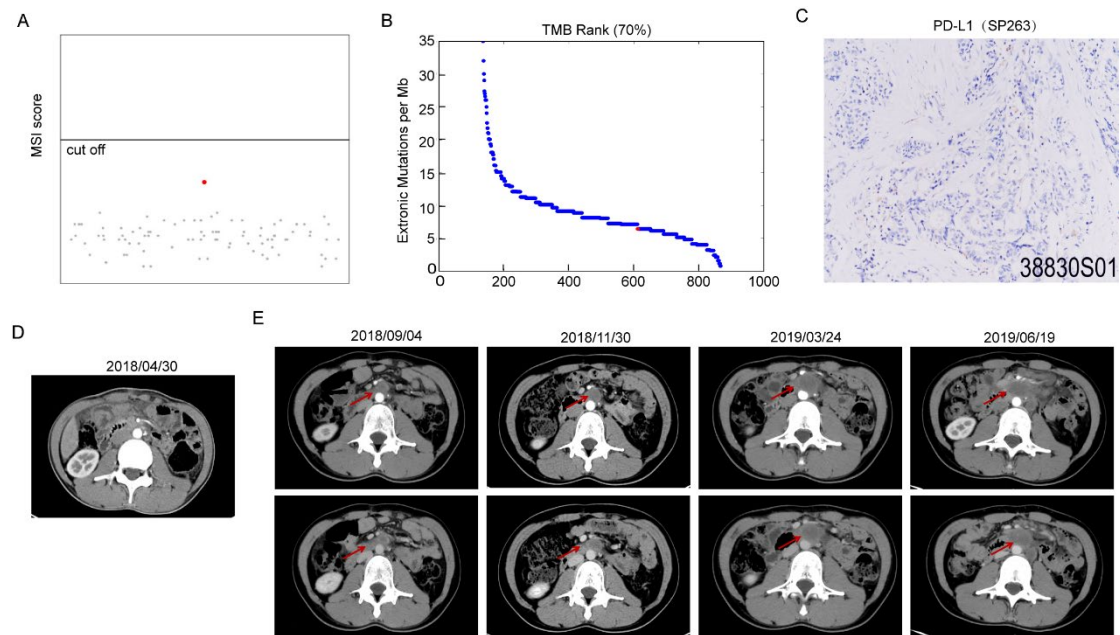 A
MSI score
cut off
B
TMB Rank (70%)
Extronic Mutations per Mb
35
30
25
20
15
10
5
0
O
200
400
600
800
1000
C
PD-L1（SP263）
38830S01
D
2018/04/30
E
2018/09/04
2018/11/30
2019/03/24
2019/06/19